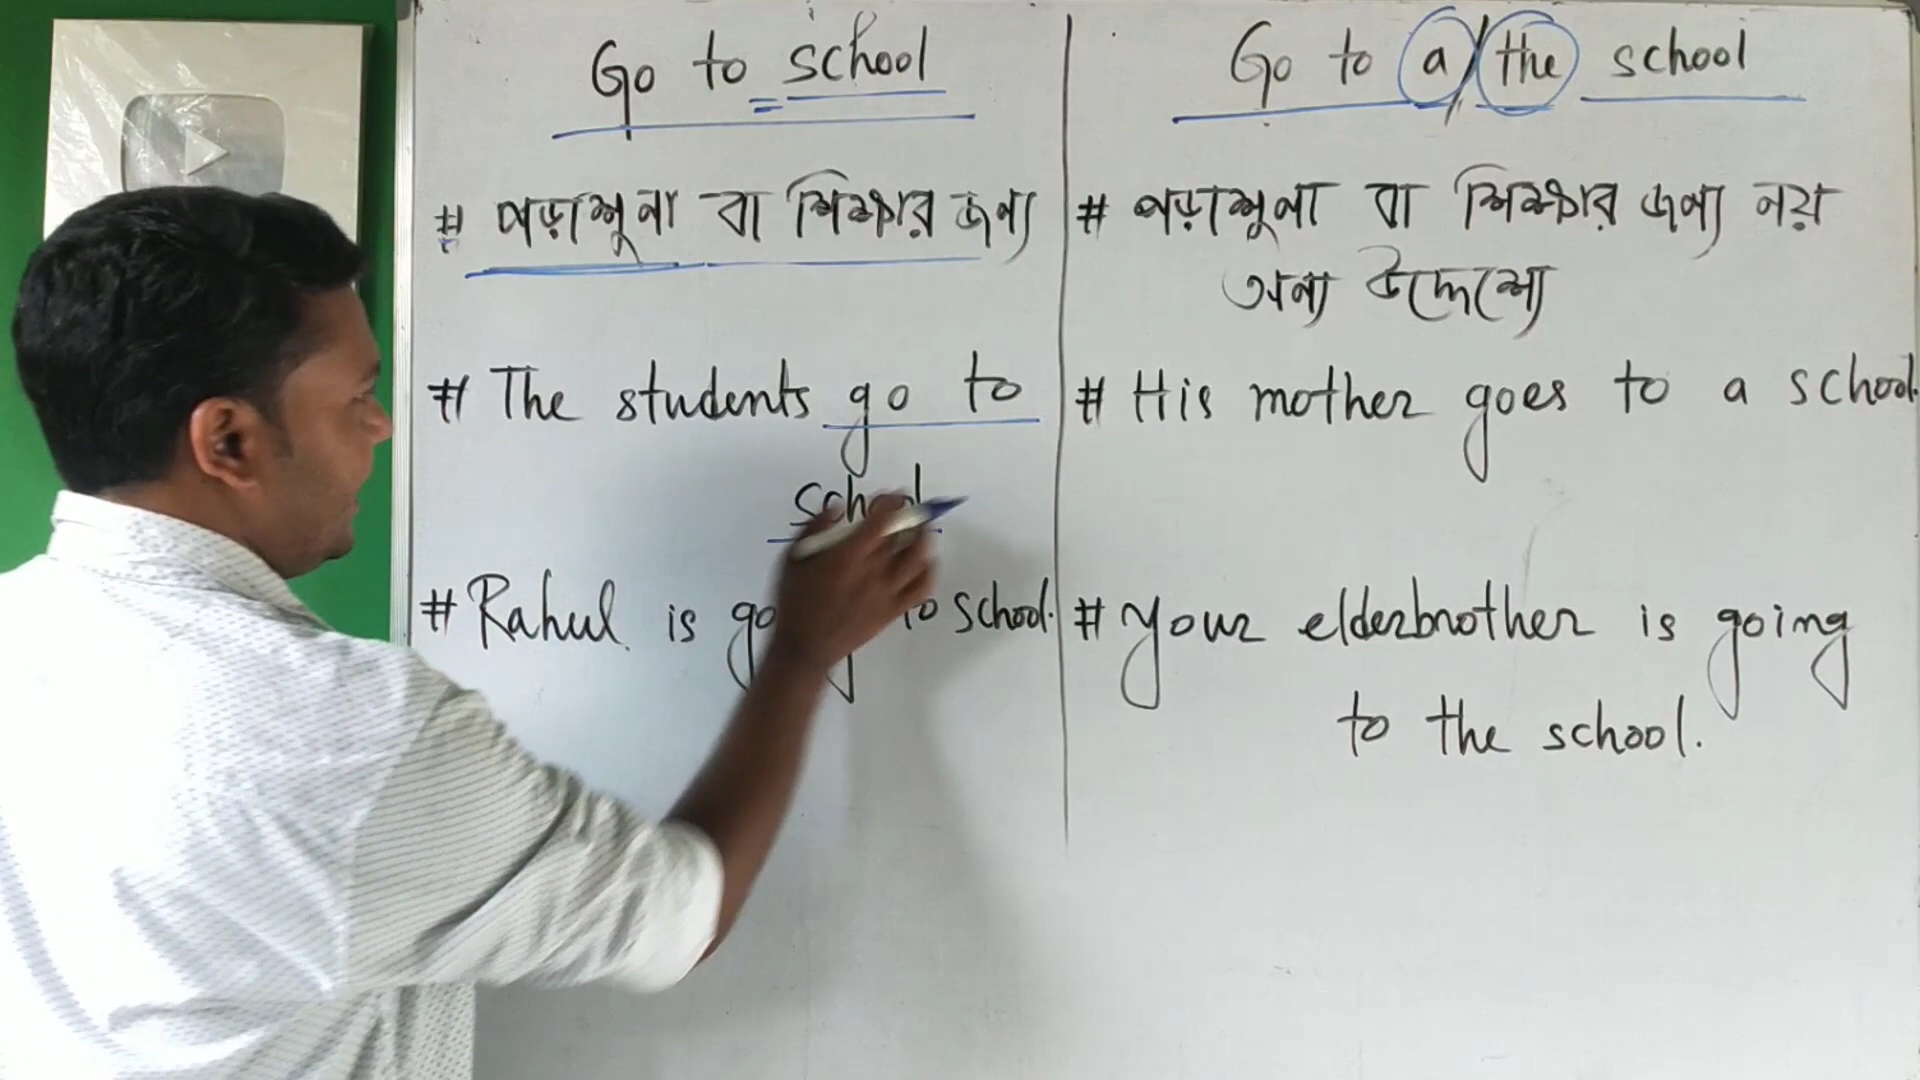 Go to school
# পড়াশুনা বা শিক্ষার জন্য
# The students go to
school
# Rahul is to school.
Go to a/the school
# পড়াশুনা বা শিক্ষার জন্য নয়
অন্য উদ্দেশ্যে
# His mother goes to a school.
# Your elderbrother is going
to the school.